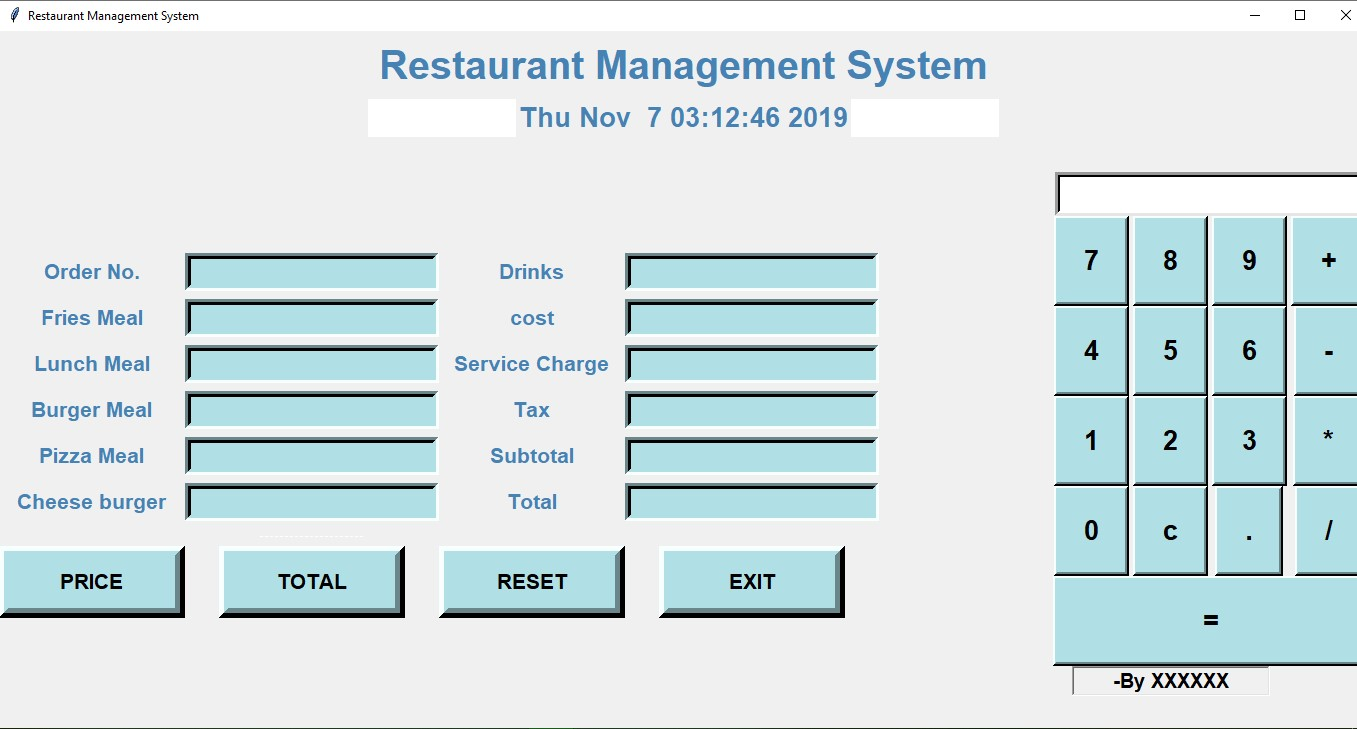 Restaurant Management System
Restaurant Management System
Thu Nov  7 03:12:46 2019
Order No.
Drinks
Fries Meal
cost
Lunch Meal
Service Charge
Burger Meal
Tax
Pizza Meal
Subtotal
Cheese burger
Total
PRICE TOTAL RESET EXIT
7 8 9 +
4 5 6 -
1 2 3 *
0 c . /
=
-By XXXXXX